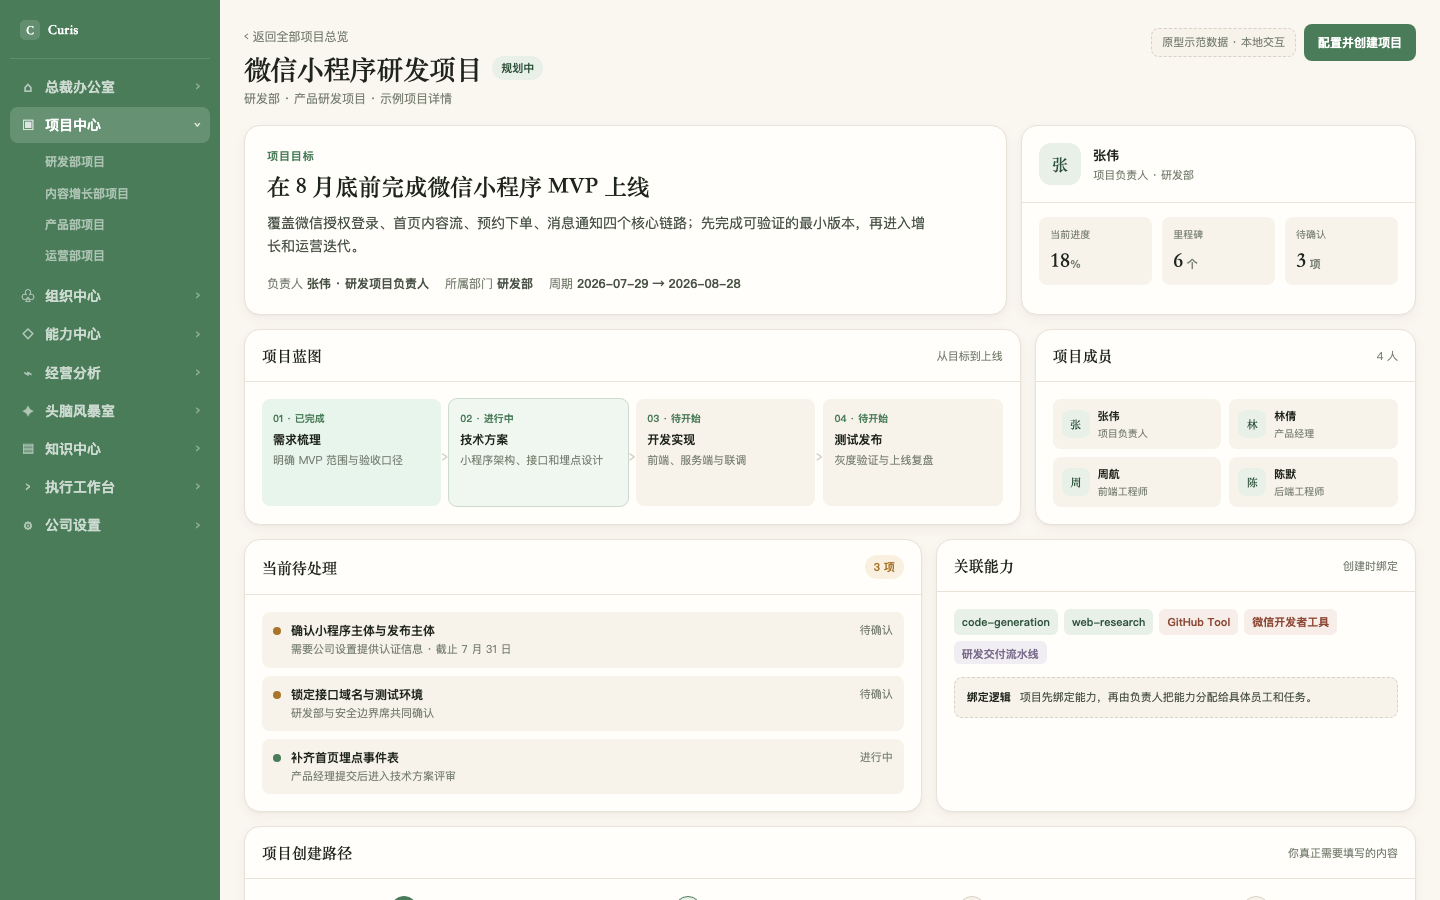 C Curis
总裁办公室
项目中心
研发部项目
内容增长部项目
产品部项目
运营部项目
组织中心
能力中心
经营分析
头脑风暴室
知识中心
执行工作台
公司设置
‹ 返回全部项目总览
微信小程序研发项目 规划中
研发部 · 产品研发项目 · 示例项目详情
原型示范数据 · 本地交互
配置并创建项目
项目目标
在 8 月底前完成微信小程序 MVP 上线
覆盖微信授权登录、首页内容流、预约下单、消息通知四个核心链路；先完成可验证的最小版本，再进入增
长和运营迭代。
负责人 张伟 · 研发项目负责人 所属部门 研发部 周期 2026-07-29 → 2026-08-28
张
张伟
项目负责人 · 研发部
当前进度
18%
里程碑
6 个
待确认
3 项
项目蓝图
从目标到上线
01 · 已完成
需求梳理
明确 MVP 范围与验收口径
02 · 进行中
技术方案
小程序架构、接口和埋点设计
03 · 待开始
开发实现
前端、服务端与联调
04 · 待开始
测试发布
灰度验证与上线复盘
项目成员
4 人
张
张伟
项目负责人
林
林倩
产品经理
周
周航
前端工程师
陈
陈默
后端工程师
当前待处理
3 项
确认小程序主体与发布主体
需要公司设置提供认证信息 · 截止 7 月 31 日
待确认
锁定接口域名与测试环境
研发部与安全边界席共同确认
待确认
补齐首页埋点事件表
产品经理提交后进入技术方案评审
进行中
关联能力
创建时绑定
code-generation
web-research
GitHub Tool
微信开发者工具
研发交付流水线
绑定逻辑 项目先绑定能力，再由负责人把能力分配给具体员工和任务。
项目创建路径
你真正需要填写的内容